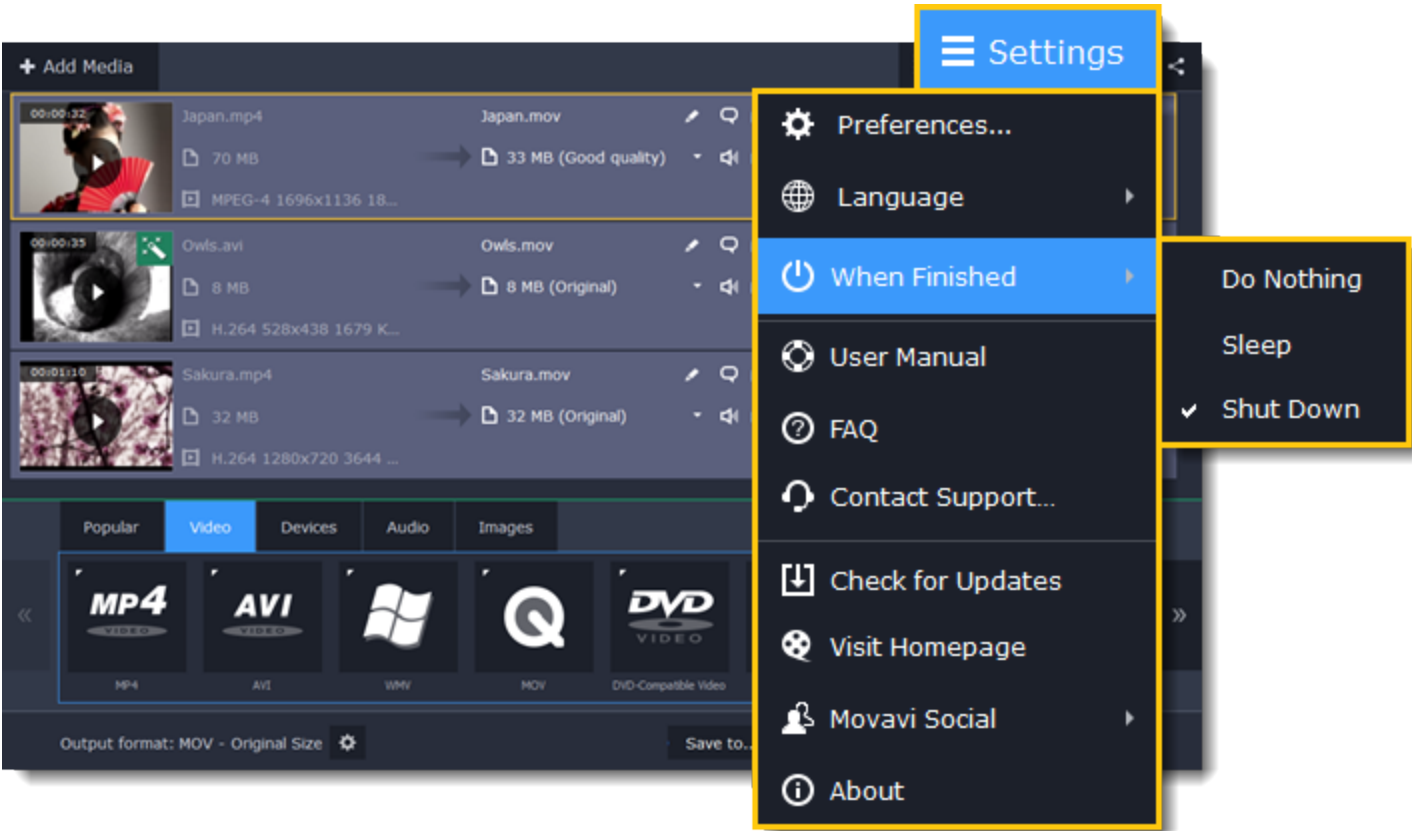 Settings
Add Media
00:00:32
Japan.mp4
Japan.mov
70 MB
33 MB (Good quality)
MPEG-4 1696x1136 18...
00:00:35
Owls.avi
Owls.mov
8 MB
8 MB (Original)
H.264 528x438 1679 K...
00:01:10
Sakura.mp4
Sakura.mov
32 MB
32 MB (Original)
H.264 1280x720 3644 ...
Popular
Video
Devices
Audio
Images
MP4
VIDEO
AVI
VIDEO
DVD
VIDEO
MP4
AVI
WMV
MOV
DVD-Compatible Video
Output format: MOV - Original Size
Save to..
Preferences...
Language
When Finished
User Manual
FAQ
Contact Support...
Check for Updates
Visit Homepage
Movavi Social
About
Do Nothing
Sleep
Shut Down